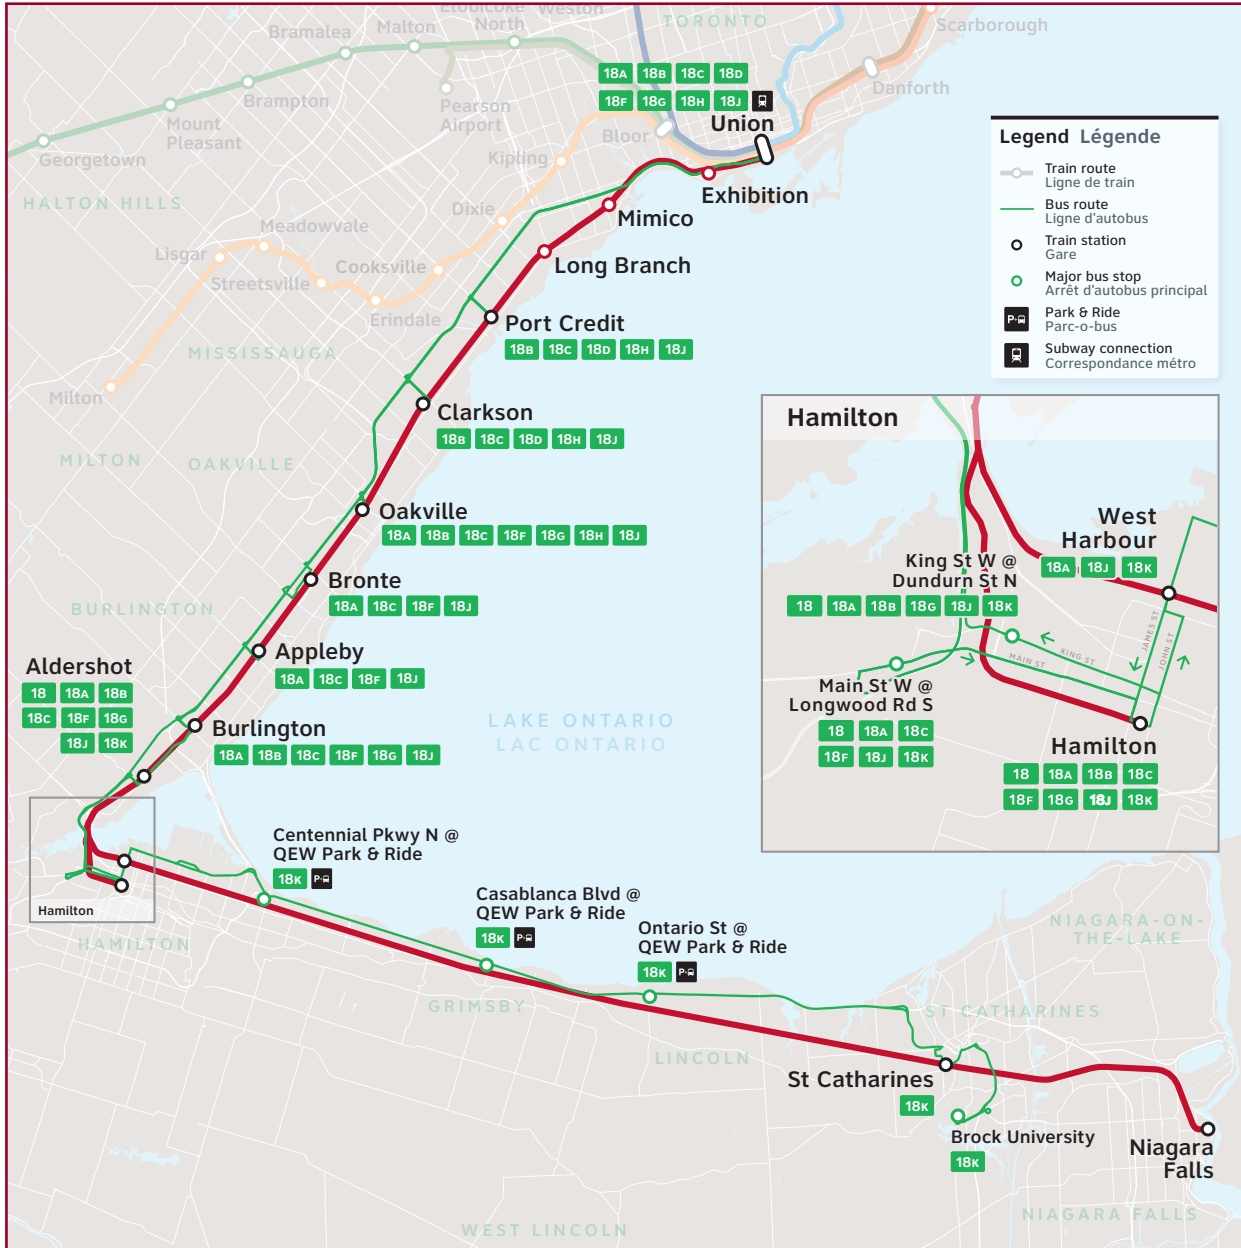 Etobicoke
North
Weston
TORONTO
Scarborough
Bramalea
Malton
Danforth
Brampton
Pearson
Airport
Mount
Pleasant
Georgetown
Bloor
Kipling
18A 18B 18C 18D
18F 18G 18H 18J
Union
Exhibition
Mimico
Long Branch
HALTON HILLS
Dixie
Meadowvale
Lisgar
Cooksville
Streetsville
Erindale
MISSISSAUGA
Milton
MILTON
OAKVILLE
Port Credit
18B 18C 18D 18H 18J
Clarkson
18B 18C 18D 18H 18J
Oakville
18A 18B 18C 18F 18G 18H 18J
Bronte
18A 18C 18F 18J
BURLINGTON
Appleby
18A 18C 18F 18J
Aldershot
18 18A 18B
18C 18F 18G
18J 18K
Burlington
18A 18B 18C 18F 18G 18J
LAKE ONTARIO
LAC ONTARIO
Legend Légende
Train route
Ligne de train
Bus route
Ligne d'autobus
Train station
Gare
Major bus stop
Arrêt d'autobus principal
P Park & Ride
Parc-o-bus
Subway connection
Correspondance métro
Hamilton
West
Harbour
18A 18J 18K
King St W @
Dundurn St N
18 18A 18B 18G 18J 18K
JAMES ST
JOHN ST
KING ST
MAIN ST
Main St W @
Longwood Rd S
18 18A 18C
18F 18J 18K
Hamilton
18 18A 18B 18C
18F 18G 18J 18K
Hamilton
HAMILTON
Centennial Pkwy N @
QEW Park & Ride
18K P
Casablanca Blvd @
QEW Park & Ride
18K P
Ontario St @
QEW Park & Ride
18K P
GRIMSBY
LINCOLN
NIAGARA-ON-
THE-LAKE
ST CATHARINES
St Catharines
18K
Brock University
18K
Niagara
Falls
NIAGARA FALLS
WEST LINCOLN